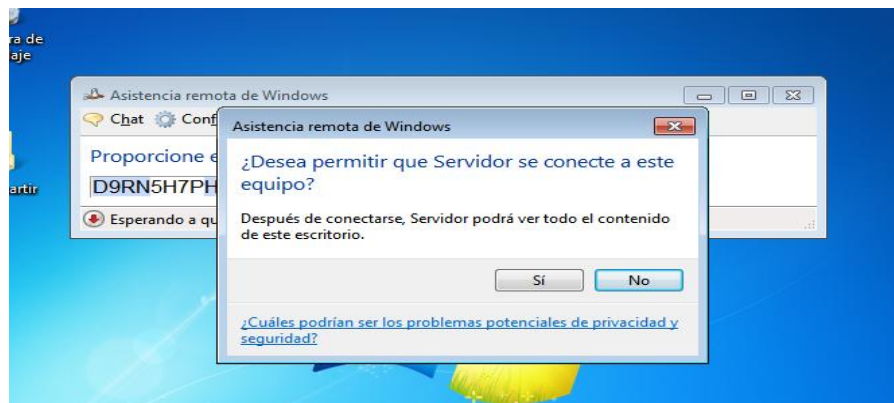 ra de
aje
Asistencia remota de Windows
Chat Conf
Asistencia remota de Windows
Proporcione e
¿Desea permitir que Servidor se conecte a este
equipo?
artir
D9RN5H7PH
Después de conectarse, Servidor podrá ver todo el contenido
de este escritorio.
Esperando a qu
Sí No
¿Cuáles podrían ser los problemas potenciales de privacidad y
seguridad?